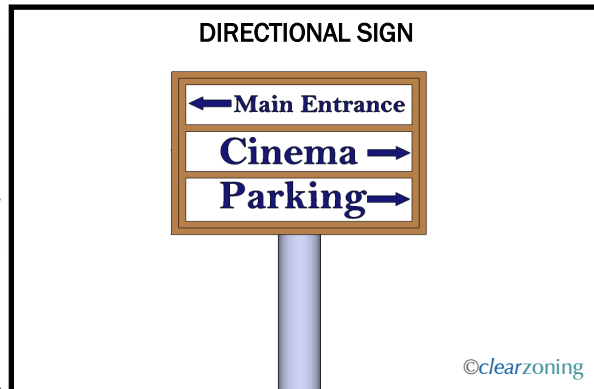 DIRECTIONAL SIGN
Main Entrance
Cinema
Parking
©clearzoning